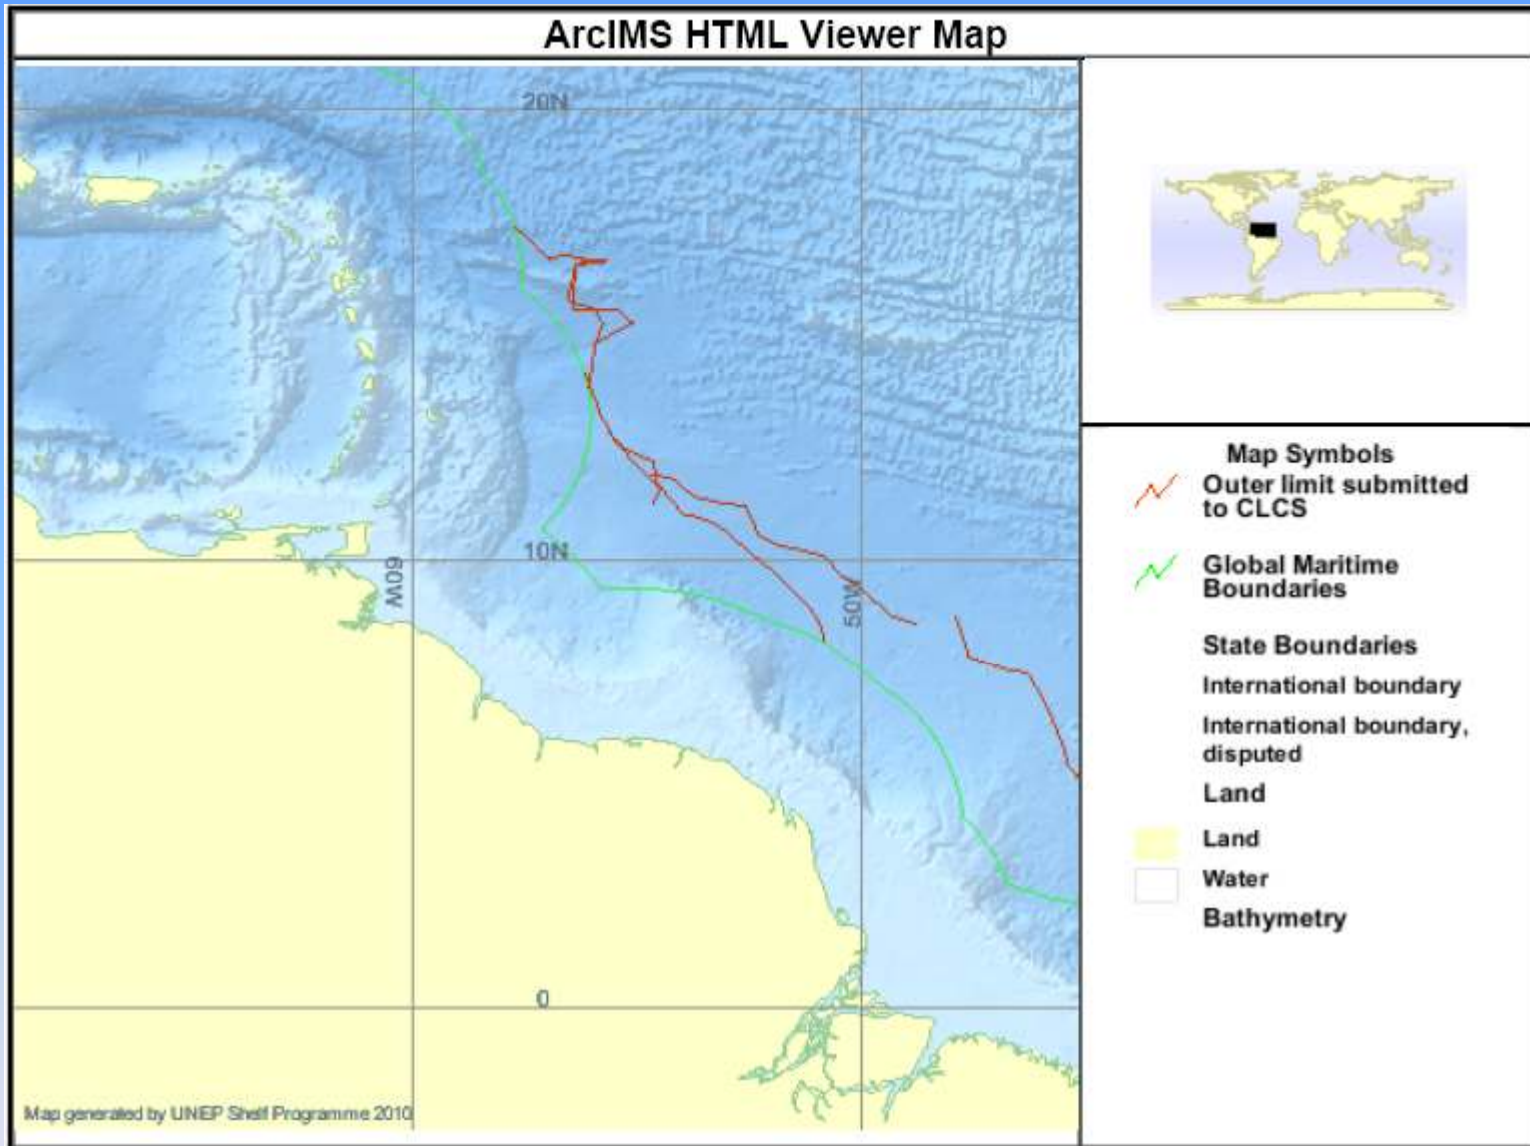 ArcIMS HTML Viewer Map
20N
10N
60W
50W
0
Map generated by UNEP Shelf Programme 2010
Map Symbols
Outer limit submitted
to CLCS
Global Maritime
Boundaries
State Boundaries
International boundary
International boundary,
disputed
Land
Land
Water
Bathymetry